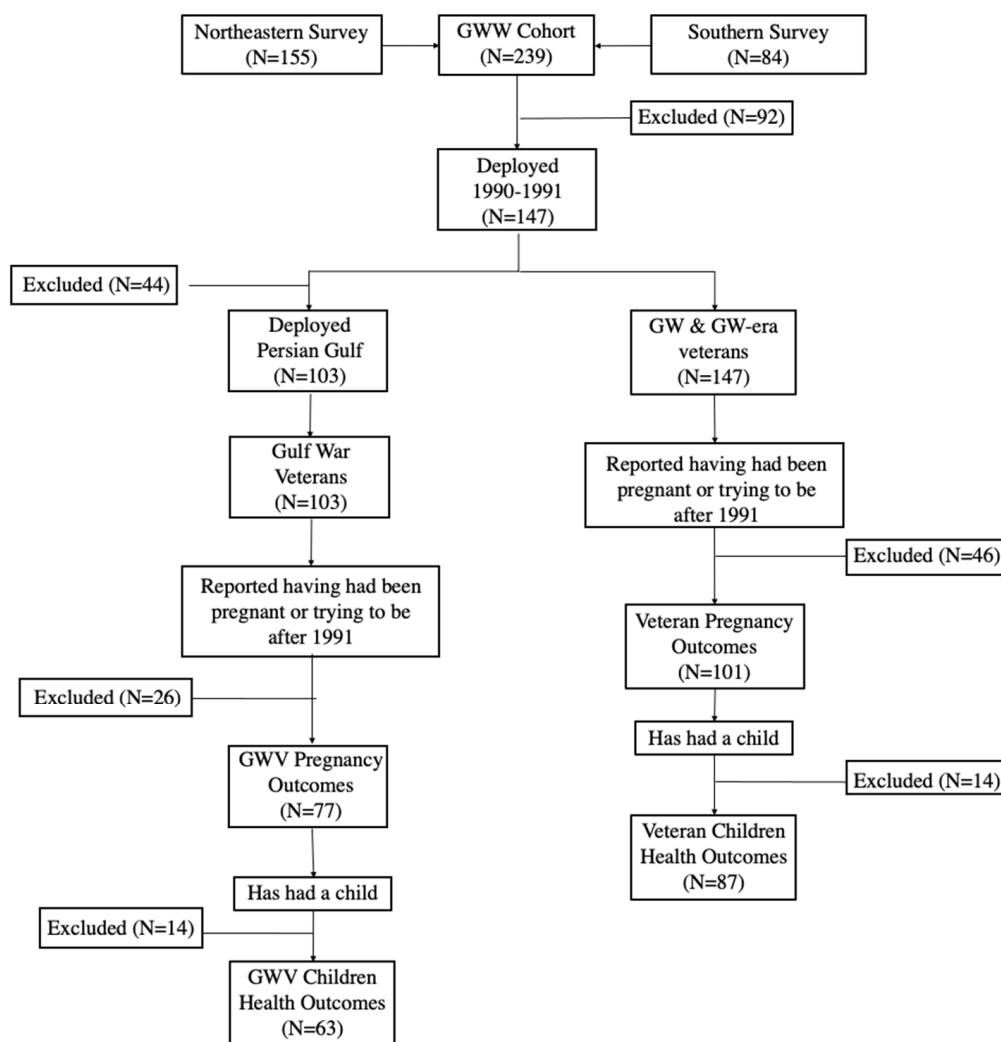 Northeastern Survey
(N=155)
GWW Cohort
(N=239)
Southern Survey
(N=84)
Excluded (N=92)
Deployed
1990-1991
(N=147)
Excluded (N=44)
Deployed
Persian Gulf
(N=103)
GW & GW-era
veterans
(N=147)
Gulf War
Veterans
(N=103)
Reported having had been
pregnant or trying to be
after 1991
Excluded (N=46)
Reported having had been
pregnant or trying to be
after 1991
Veteran Pregnancy
Outcomes
(N=101)
Excluded (N=26)
Has had a child
GWV Pregnancy
Outcomes
(N=77)
Excluded (N=14)
Veteran Children
Health Outcomes
(N=87)
Has had a child
Excluded (N=14)
GWV Children
Health Outcomes
(N=63)